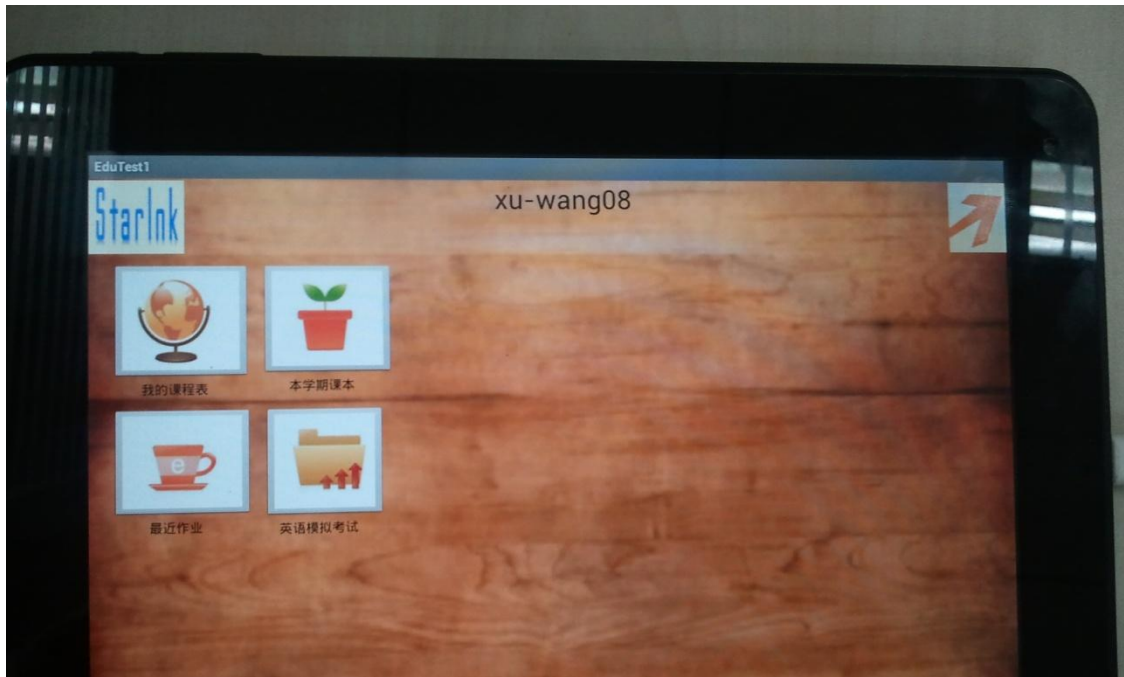 EduTest1
StarInk
xu-wang08
我的课程表
本学期课本
e
最近作业
英语模拟考试